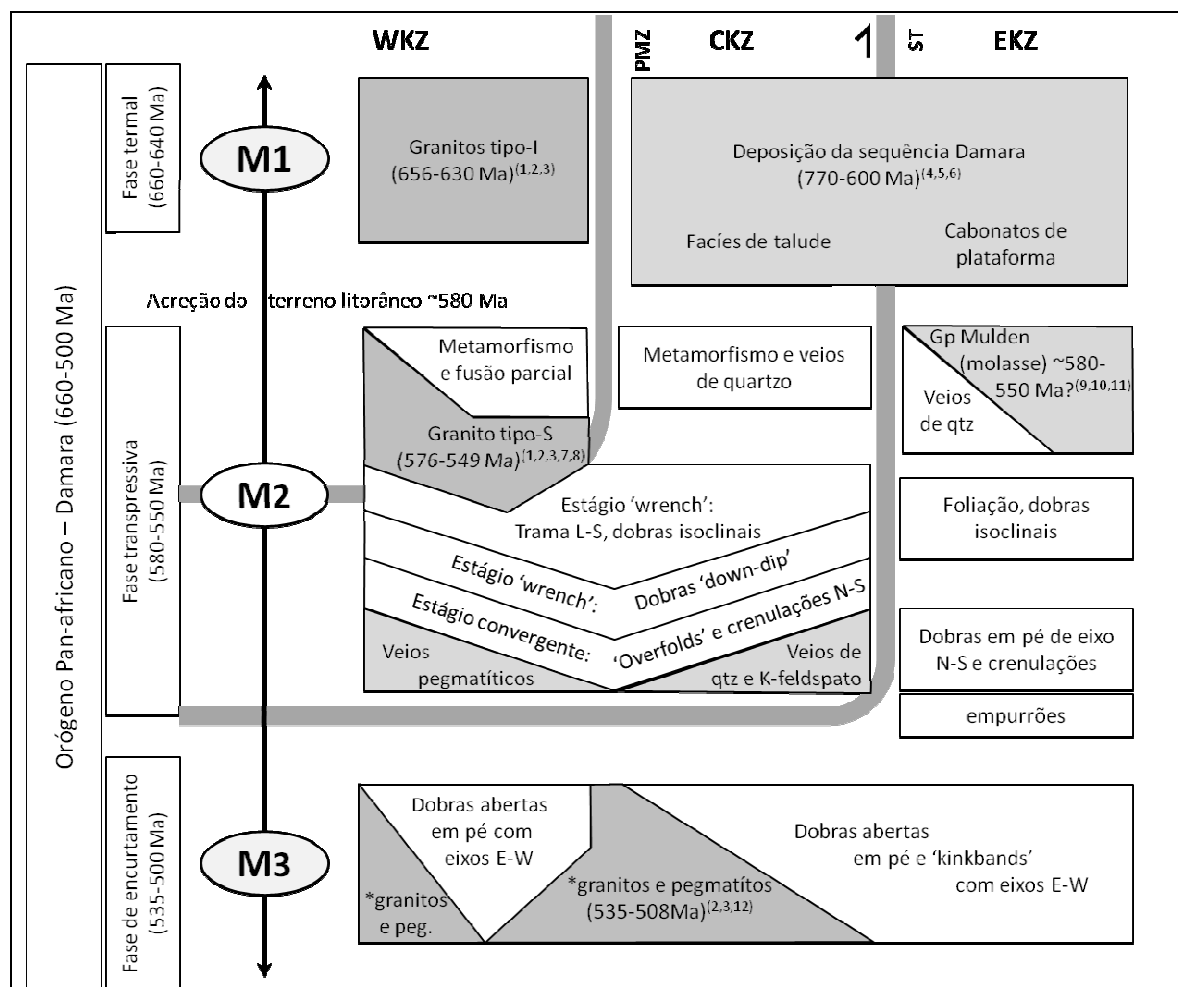 WKZ
PMZ
CKZ
ST
EKZ
Orógeno Pan-africano – Damara (660-500 Ma)
Fase termal
(660-640 Ma)
M1
Granitos tipo-I
(656-630 Ma)(1,2,3)
Deposição da sequência Damara
(770-600 Ma)(4,5,6)
Facíes de talude
Cabonatos de
plataforma
Acreção do terreno litorâneo ~580 Ma
Fase transpressiva
(580-550 Ma)
M2
Metamorfismo
e fusão parcial
Granito tipo-S
(576-549 Ma)(1,2,3,7,8)
Metamorfismo e veios
de quartzo
Gp Mulden
(molasse) ~580-
550 Ma?(9,10,11)
Veios
de qtz
Estágio ‘wrench’:
Trama L-S, dobras isoclinais
Foliação, dobras
isoclinais
Estágio ‘wrench’: Dobras ‘down-dip’
Estágio convergente: ‘Overfolds’ e crenulações N-S
Veios
pegmatíticos
Veios de
qtz e K-feldspato
Dobras em pé de eixo
N-S e crenulações
empurrões
Fase de encurtamento
(535-500 Ma)
M3
Dobras abertas
em pé com
eixos E-W
*granitos
e peg.
*granitos e pegmatítos
(535-508Ma)(2,3,12)
Dobras abertas
em pé e ‘kinkbands’
com eixos E-W